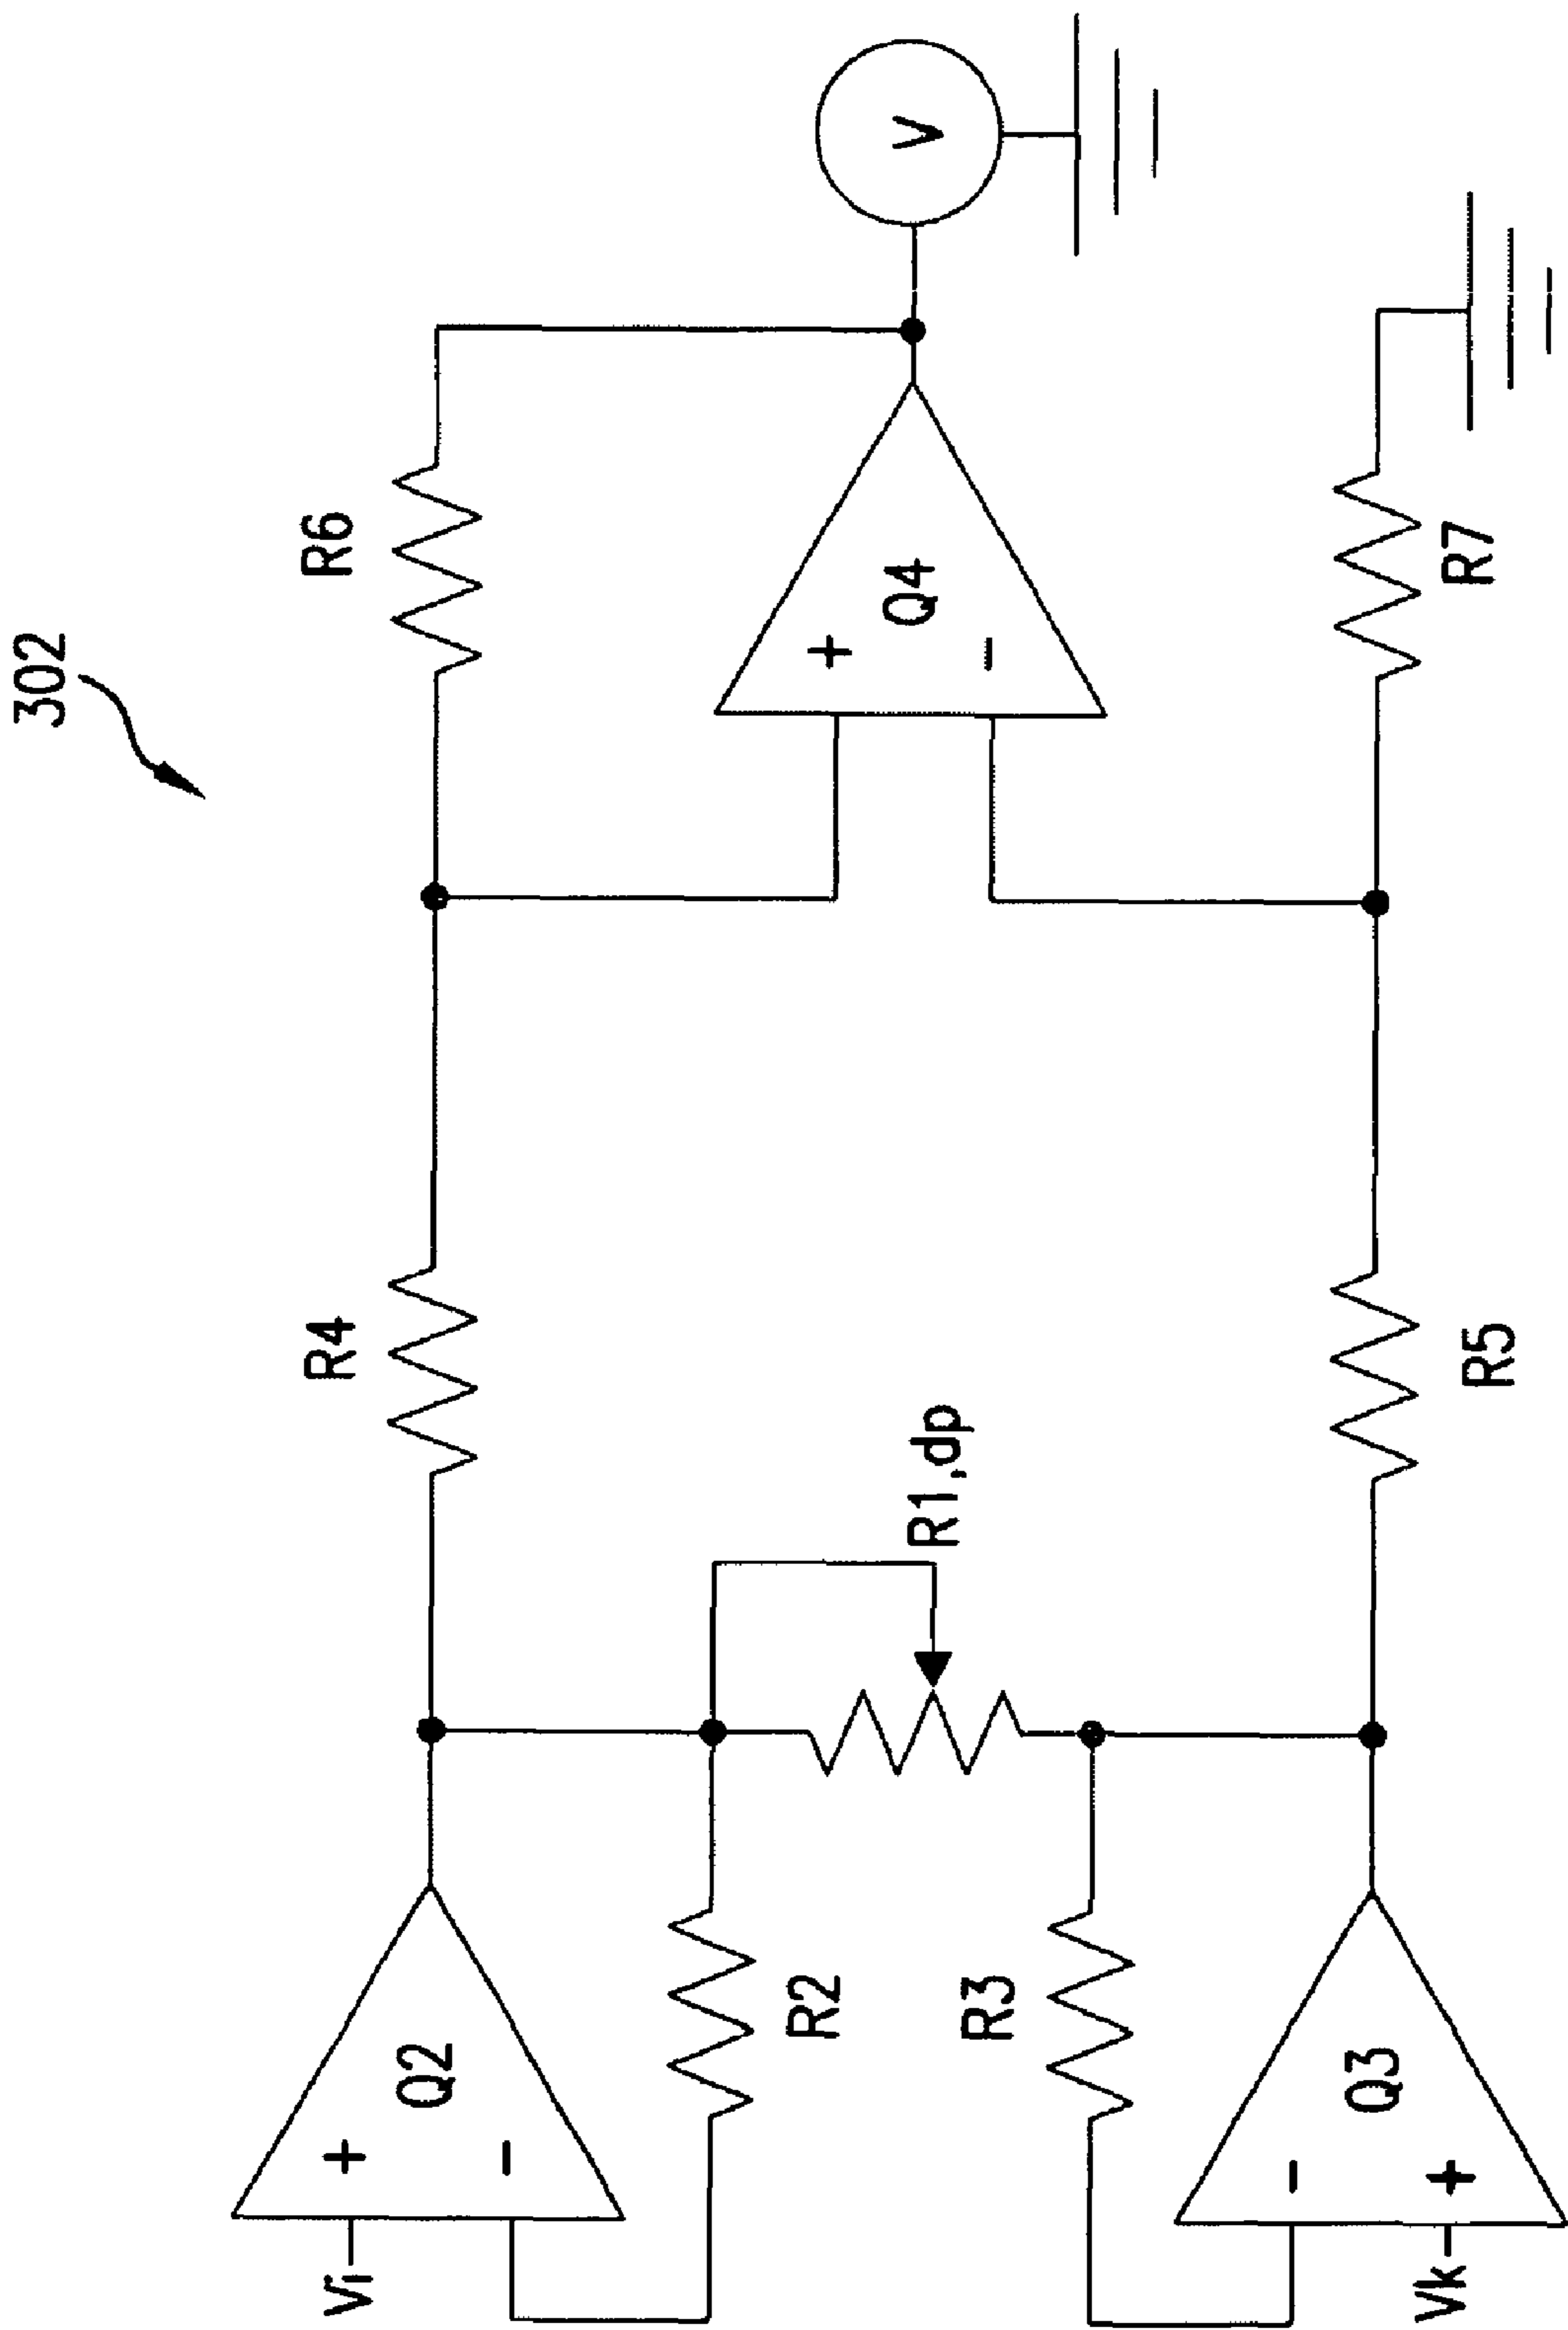 302
R6
V
+
Q4
−
R7
R4
R1,dp
R5
Vi
+
Q2
−
R2
R3
−
Q3
+
Vk